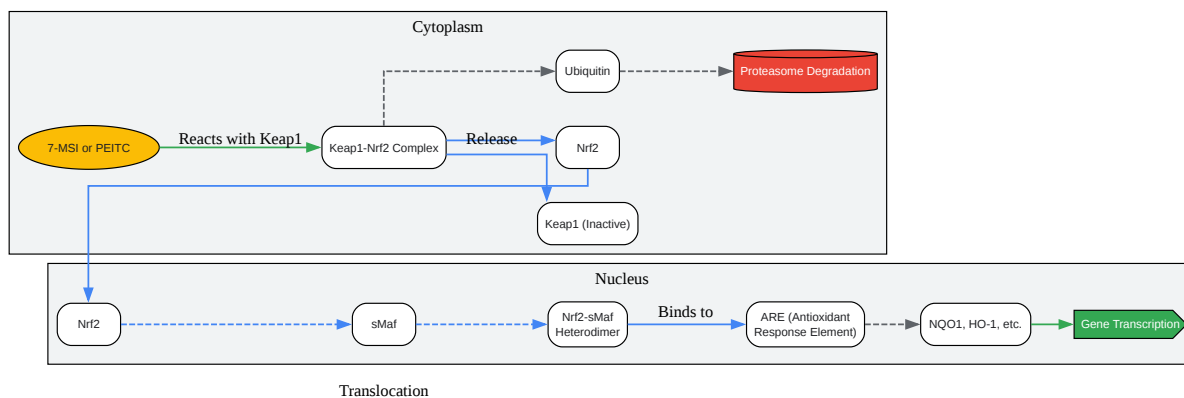 Cytoplasm
Ubiquitin
Proteasome Degradation
7-MSI or PEITC
Reacts with Keap1
Keap1-Nrf2 Complex
Release
Nrf2
Keap1 (Inactive)
Nucleus
Nrf2
sMaf
Nrf2-sMaf
Heterodimer
Binds to
ARE (Antioxidant
Response Element)
NQO1, HO-1, etc.
Gene Transcription
Translocation